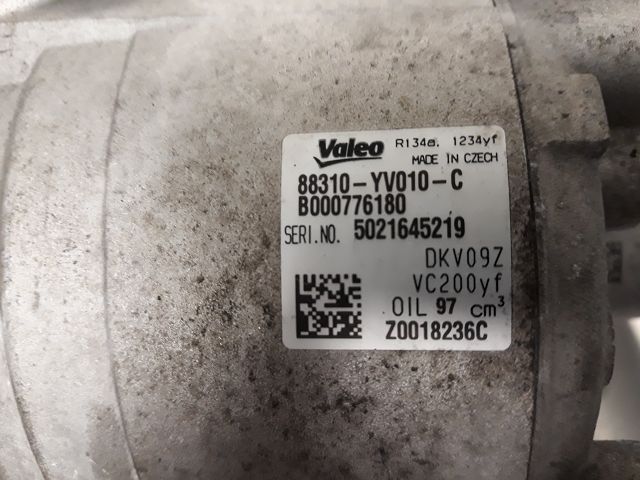 Valeo R134a. 1234yf
MADE IN CZECH
88310-YV010-C
B000776180
SERI.NO. 5021645219
DKV09Z
VC200yf
OIL 97 cm³
Z0018236C